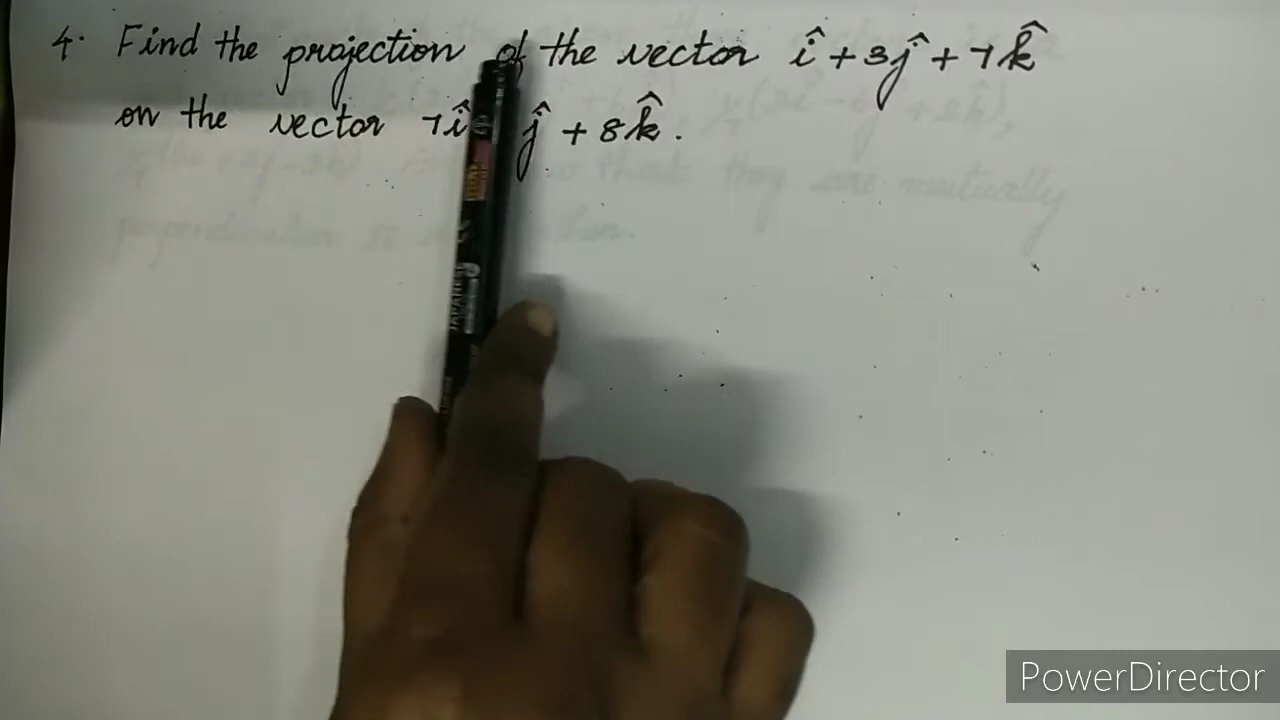 4. Find the projection of the vector î + 3ĵ + 7k̂
on the vector 7î ĵ + 8k̂.
PowerDirector